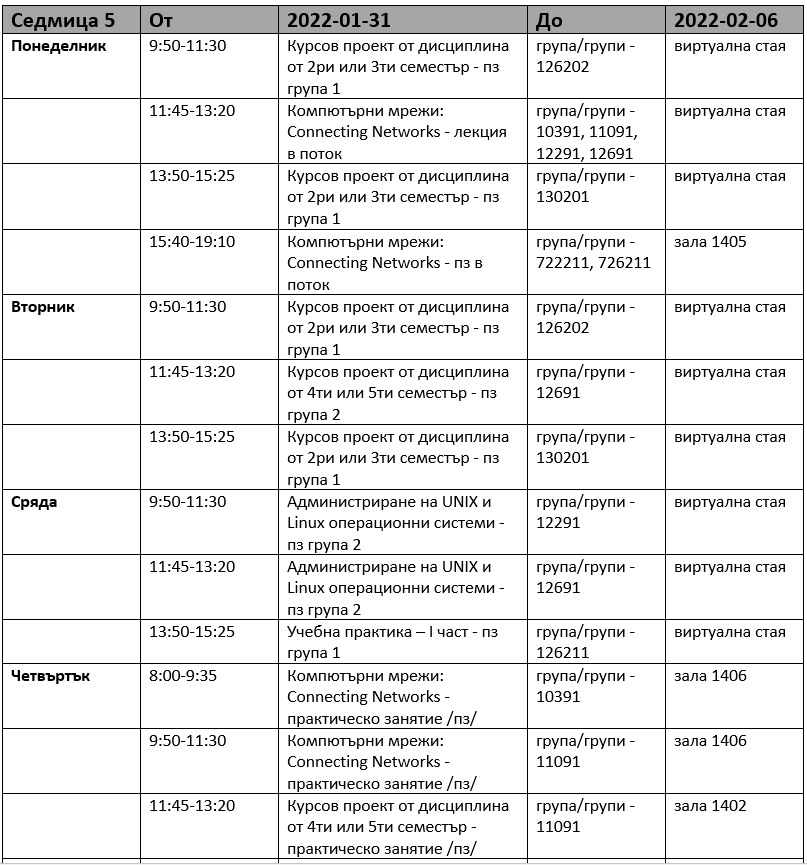 Седмица 5 От 2022-01-31 До 2022-02-06
Понеделник 9:50-11:30 Курсов проект от дисциплина група/групи - виртуална стая
от 2ри или 3ти семестър - пз 126202
група 1
11:45-13:20 Компютърни мрежи: група/групи - виртуална стая
Connecting Networks - лекция 10391, 11091,
в поток 12291, 12691
13:50-15:25 Курсов проект от дисциплина група/групи - виртуална стая
от 2ри или 3ти семестър - пз 130201
група 1
15:40-19:10 Компютърни мрежи: група/групи - зала 1405
Connecting Networks - пз в 722211, 726211
поток
Вторник 9:50-11:30 Курсов проект от дисциплина група/групи - виртуална стая
от 2ри или 3ти семестър - пз 126202
група 1
11:45-13:20 Курсов проект от дисциплина група/групи - виртуална стая
от 4ти или 5ти семестър - пз 12691
група 2
13:50-15:25 Курсов проект от дисциплина група/групи - виртуална стая
от 2ри или 3ти семестър - пз 130201
група 1
Сряда 9:50-11:30 Администриране на UNIX и група/групи - виртуална стая
Linux операционни системи - 12291
пз група 2
11:45-13:20 Администриране на UNIX и група/групи - виртуална стая
Linux операционни системи - 12691
пз група 2
13:50-15:25 Учебна практика – I част - пз група/групи - виртуална стая
група 1 126211
Четвъртък 8:00-9:35 Компютърни мрежи: група/групи - зала 1406
Connecting Networks - 10391
практическо занятие /пз/
9:50-11:30 Компютърни мрежи: група/групи - зала 1406
Connecting Networks - 11091
практическо занятие /пз/
11:45-13:20 Курсов проект от дисциплина група/групи - зала 1402
от 4ти или 5ти семестър - 11091
практическо занятие /пз/